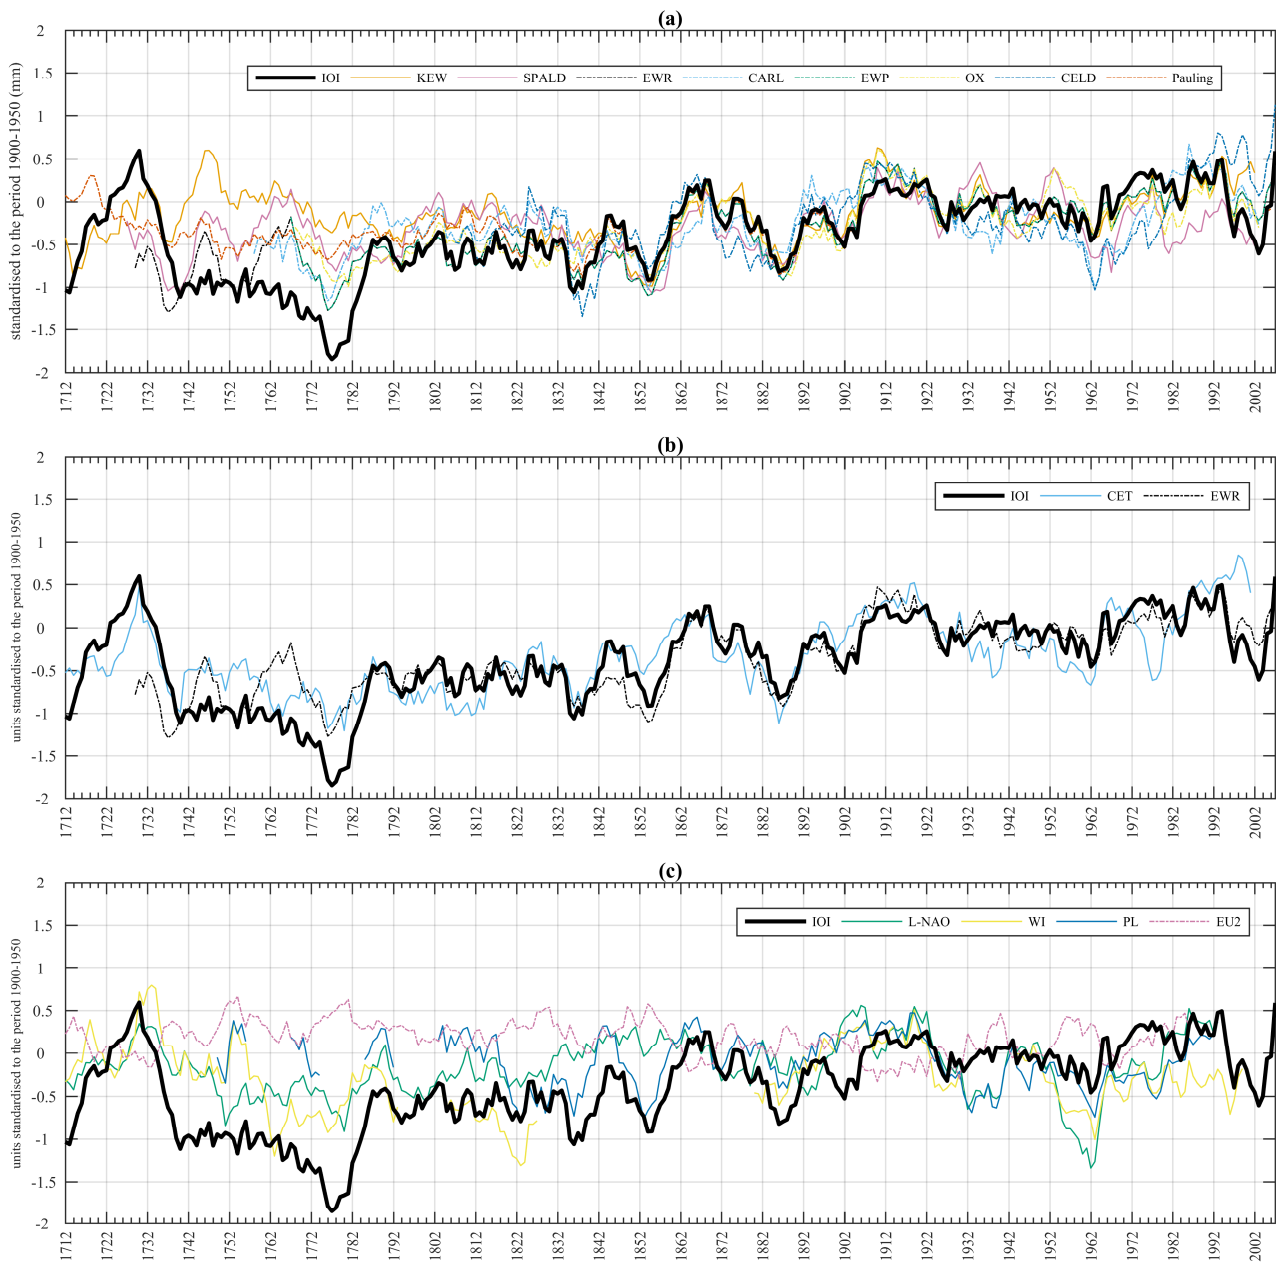 (a)
standardised to the period 1900-1950 (mm)
2
1.5
1
0.5
0
-0.5
-1
-1.5
-2
IOI KEW SPALD EWR CARL EWP OX CELD Pauling
1712 1722 1732 1742 1752 1762 1772 1782 1792 1802 1812 1822 1832 1842 1852 1862 1872 1882 1892 1902 1912 1922 1932 1942 1952 1962 1972 1982 1992 2002
(b)
units standardised to the period 1900-1950
2
1.5
1
0.5
0
-0.5
-1
-1.5
-2
IOI CET EWR
1712 1722 1732 1742 1752 1762 1772 1782 1792 1802 1812 1822 1832 1842 1852 1862 1872 1882 1892 1902 1912 1922 1932 1942 1952 1962 1972 1982 1992 2002
(c)
units standardised to the period 1900-1950
2
1.5
1
0.5
0
-0.5
-1
-1.5
-2
IOI L-NAO WI PL EU2
1712 1722 1732 1742 1752 1762 1772 1782 1792 1802 1812 1822 1832 1842 1852 1862 1872 1882 1892 1902 1912 1922 1932 1942 1952 1962 1972 1982 1992 2002